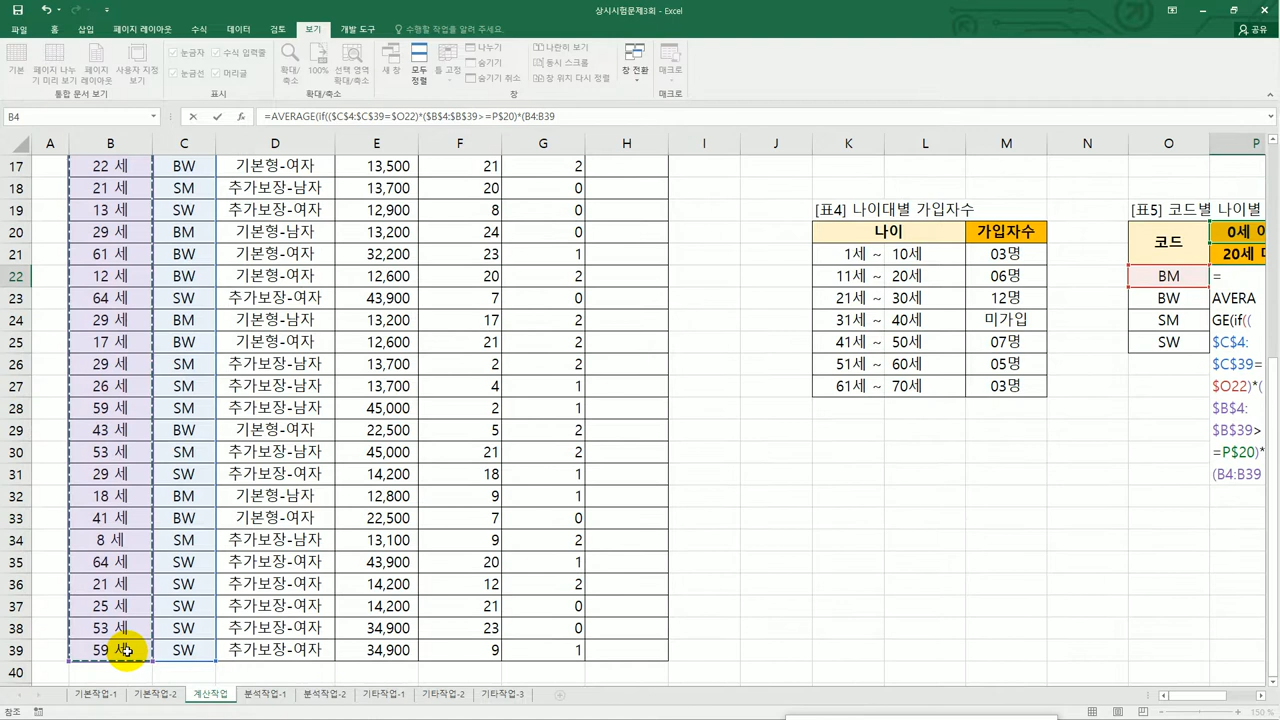 상시시험문제3회 - Excel
파일 홈 삽입 페이지 레이아웃 수식 데이터 검토 보기 개발 도구 ♀ 수행할 작업을 알려 주세요. 공유
기본 페이지 나누기 미리 보기 페이지 레이아웃 사용자 지정 보기 눈금자 수식 입력줄 눈금선 머리글 확대/축소 100% 선택 영역 확대/축소 새 창 모두 정렬 틀 고정 나누기 숨기기 숨기기 취소 나란히 보기 동시 스크롤 창 위치 다시 정렬 창 전환 매크로
통합 문서 보기 표시 확대/축소 창 매크로
B4 fx =AVERAGE(if(($C$4:$C$39=$O22)*($B$4:$B$39>=P$20)*(B4:B39
A B C D E F G H I J K L M N O P
17 22 세 BW 기본형-여자 13,500 21 2
18 21 세 SM 추가보장-남자 13,700 20 0
19 13 세 SW 추가보장-여자 12,900 8 0 [표4] 나이대별 가입자수 [표5] 코드별 나이별
20 29 세 BM 기본형-남자 13,200 24 0 나이 가입자수 코드 0세 이
21 61 세 BW 기본형-여자 32,200 23 1 1세 ~ 10세 03명 20세 미
22 12 세 BW 기본형-여자 12,600 20 2 11세 ~ 20세 06명 BM =
23 64 세 SW 추가보장-여자 43,900 7 0 21세 ~ 30세 12명 BW AVERA
24 29 세 BM 기본형-남자 13,200 17 2 31세 ~ 40세 미가입 SM GE(if((
25 17 세 BW 기본형-여자 12,600 21 2 41세 ~ 50세 07명 SW $C$4:
26 29 세 SM 추가보장-남자 13,700 2 2 51세 ~ 60세 05명 $C$39=
27 26 세 SM 추가보장-남자 13,700 4 1 61세 ~ 70세 03명 $O22)*(
28 59 세 SM 추가보장-남자 45,000 2 1 $B$4:
29 43 세 BW 기본형-여자 22,500 5 2 $B$39>
30 53 세 SM 추가보장-남자 45,000 21 2 =P$20)*
31 29 세 SW 추가보장-여자 14,200 18 1 (B4:B39
32 18 세 BM 기본형-남자 12,800 9 1
33 41 세 BW 기본형-여자 22,500 7 0
34 8 세 SM 추가보장-남자 13,100 9 2
35 64 세 SW 추가보장-여자 43,900 20 1
36 21 세 SW 추가보장-여자 14,200 12 2
37 25 세 SW 추가보장-여자 14,200 21 0
38 53 세 SW 추가보장-여자 34,900 23 0
39 59 세 SW 추가보장-여자 34,900 9 1
40
기본작업-1 기본작업-2 계산작업 분석작업-1 분석작업-2 기타작업-1 기타작업-2 기타작업-3
참조 150 %